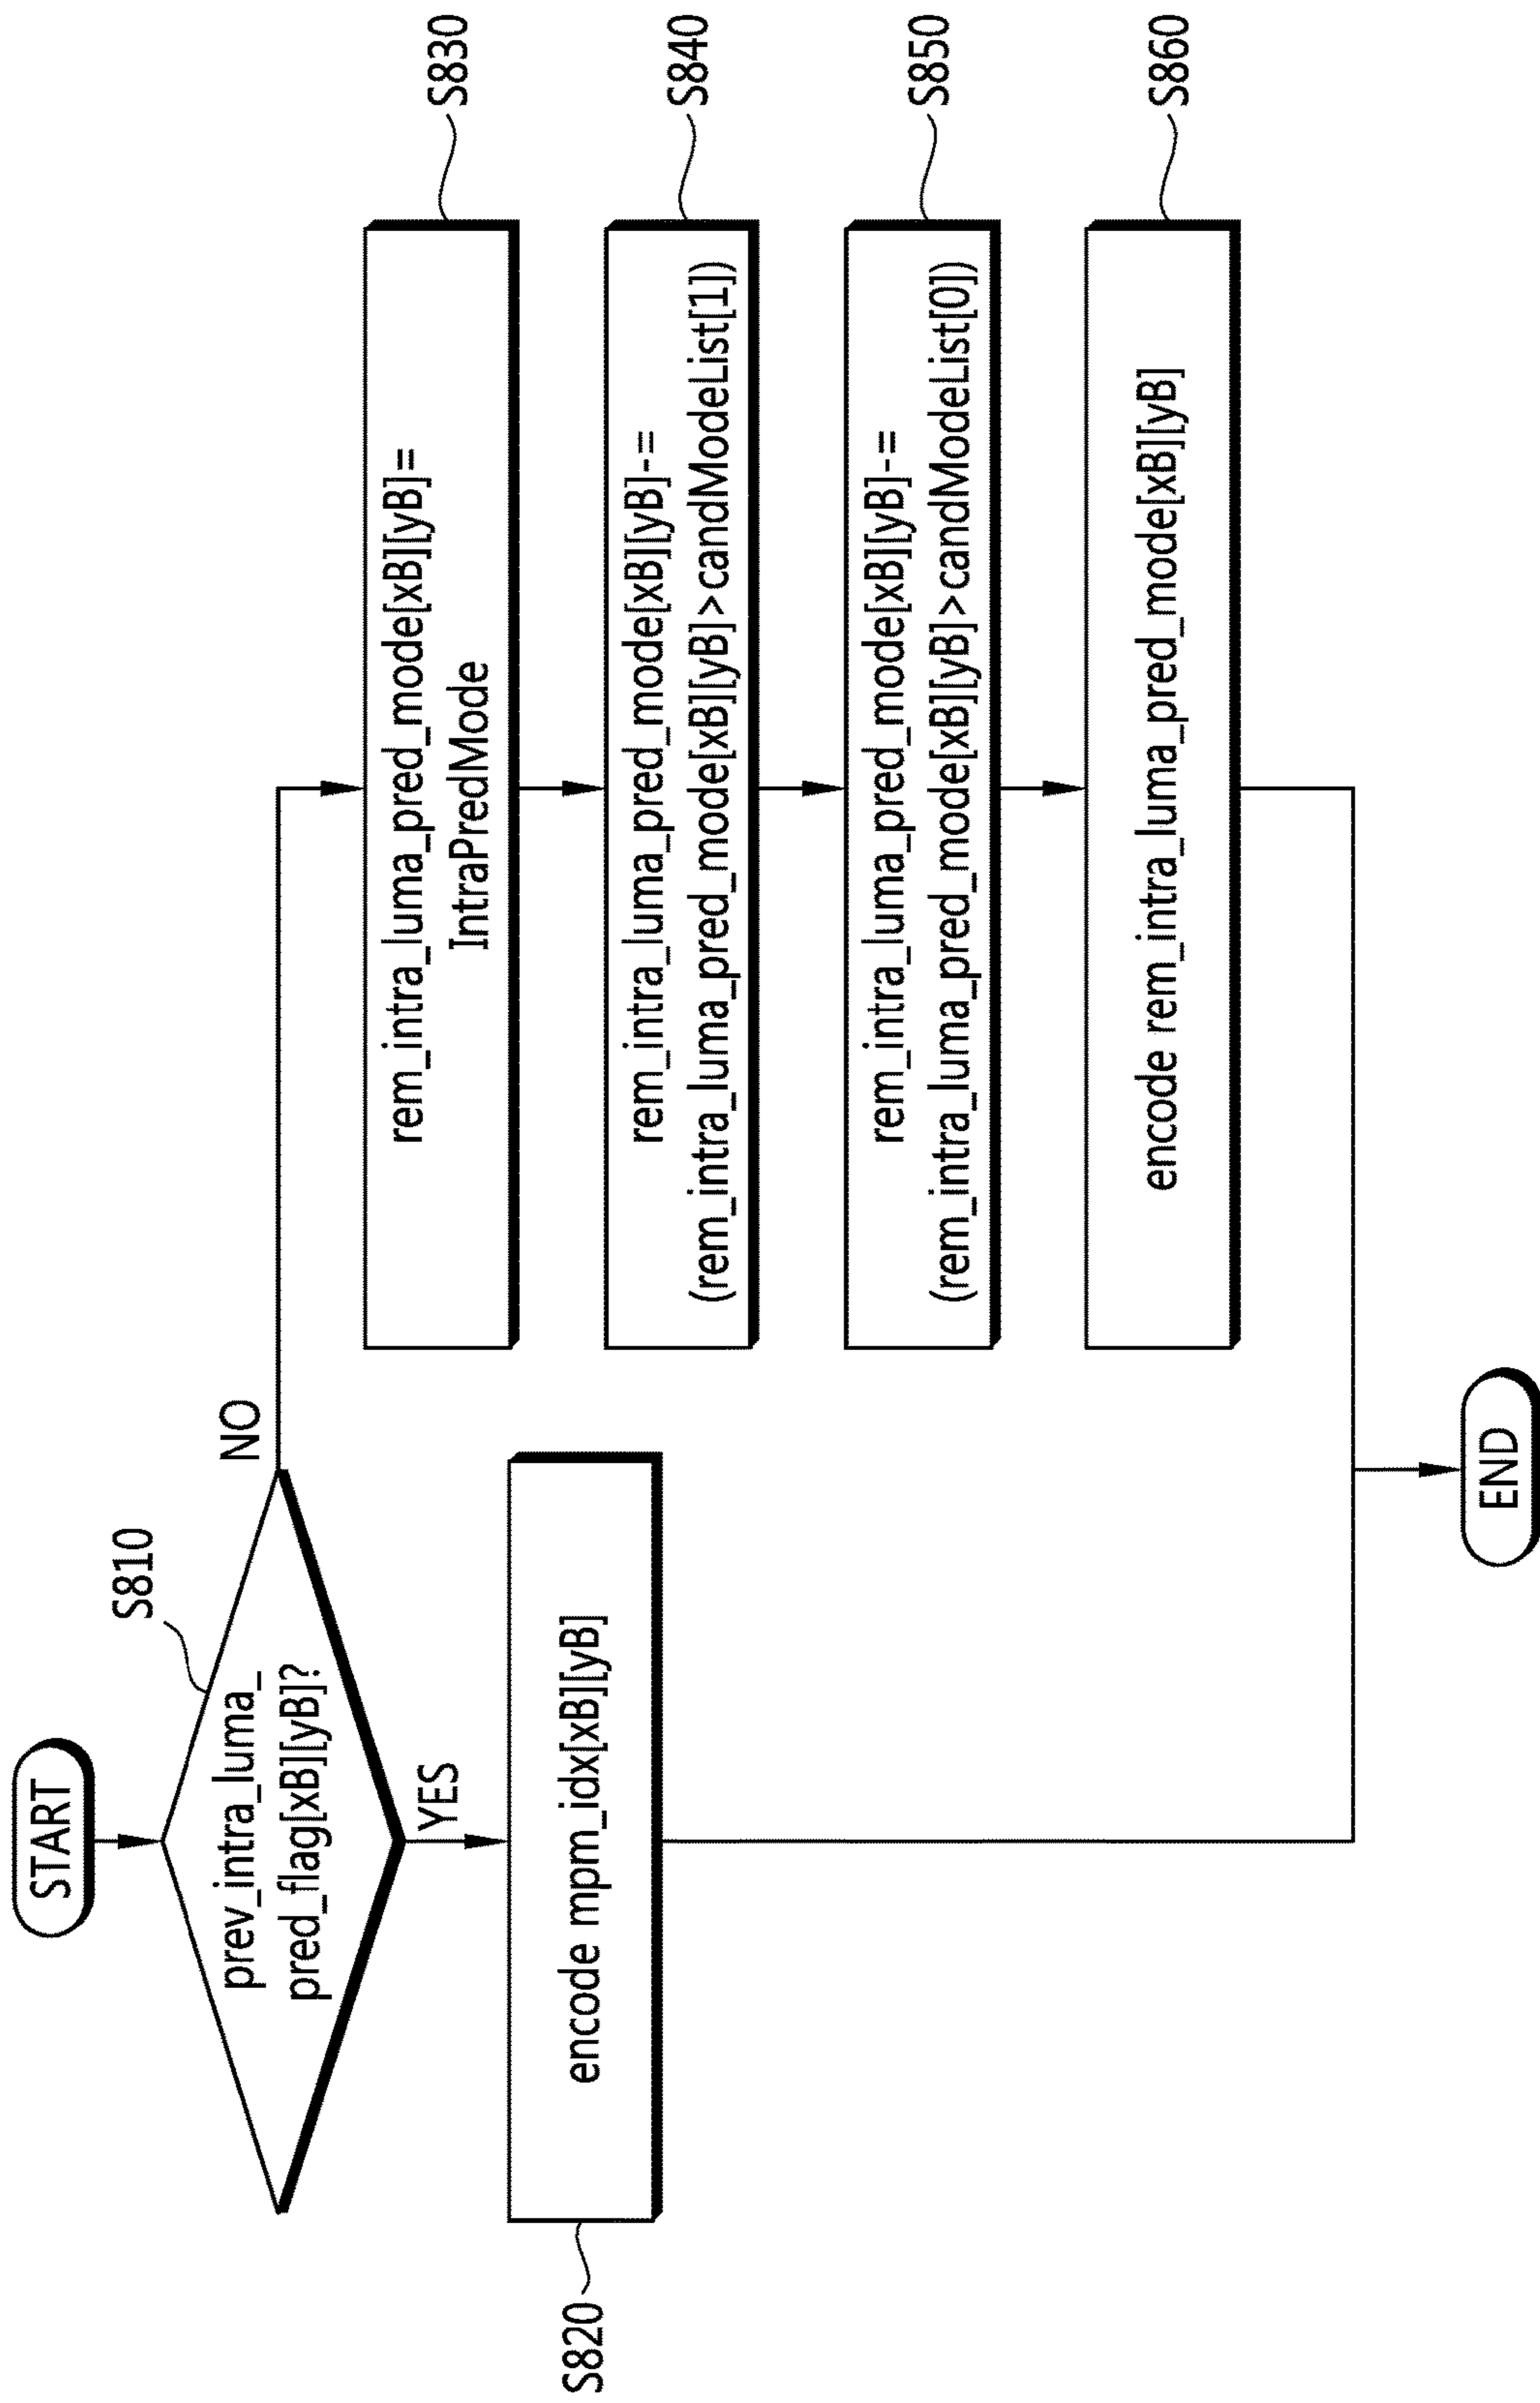 START
S810
prev_intra_luma_
pred_flag[xB][yB]?
NO
YES
S820
encode mpm_idx[xB][yB]
rem_intra_luma_pred_mode[xB][yB]=
IntraPredMode
S830
rem_intra_luma_pred_mode[xB][yB]-=
(rem_intra_luma_pred_mode[xB][yB]>candModeList[1])
S840
rem_intra_luma_pred_mode[xB][yB]-=
(rem_intra_luma_pred_mode[xB][yB]>candModeList[0])
S850
encode rem_intra_luma_pred_mode[xB][yB]
S860
END